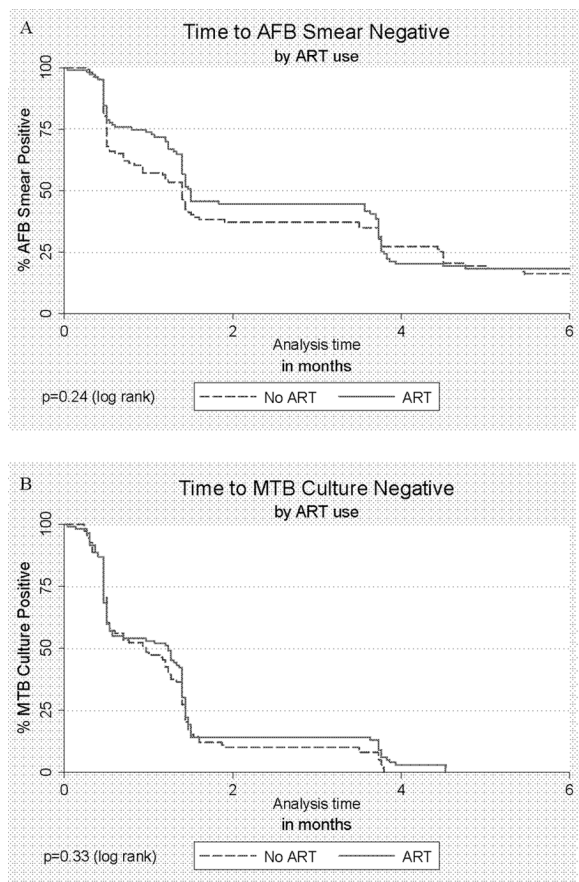 A
Time to AFB Smear Negative
by ART use
% AFB Smear Positive
100
75
50
25
0
0 2 4 6
Analysis time
in months
p=0.24 (log rank)
No ART ART
B
Time to MTB Culture Negative
by ART use
% MTB Culture Positive
100
75
50
25
0
0 2 4 6
Analysis time
in months
p=0.33 (log rank)
No ART ART